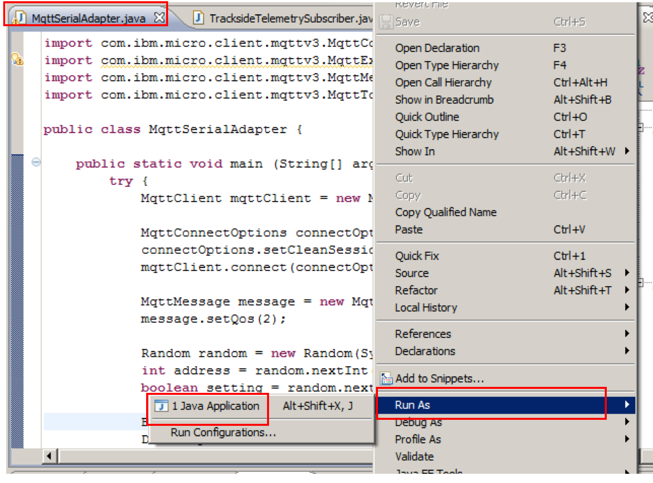 MqttSerialAdapter.java
TracksideTelemetrySubscriber.jav
import com.ibm.micro.client.mqttv3.MqttCo
import com.ibm.micro.client.mqttv3.MqttEx
import com.ibm.micro.client.mqttv3.MqttMe
import com.ibm.micro.client.mqttv3.MqttTo
public class MqttSerialAdapter {
public static void main (String[] arg
try {
MqttClient mqttClient = new M
MqttConnectOptions connectOpt
connectOptions.setCleanSessio
mqttClient.connect(connectOpt
MqttMessage message = new Mqt
message.setQos(2);
Random random = new Random(Sy
int address = random.nextInt(
boolean setting = random.next
1 Java Application Alt+Shift+X, J
Run Configurations...
Revert File
Save Ctrl+S
Open Declaration F3
Open Type Hierarchy F4
Open Call Hierarchy Ctrl+Alt+H
Show in Breadcrumb Alt+Shift+B
Quick Outline Ctrl+O
Quick Type Hierarchy Ctrl+T
Show In Alt+Shift+W
Cut Ctrl+X
Copy Ctrl+C
Copy Qualified Name
Paste Ctrl+V
Quick Fix Ctrl+1
Source Alt+Shift+S
Refactor Alt+Shift+T
Local History
References
Declarations
Add to Snippets...
Run As
Debug As
Profile As
Validate
Java EE Tools